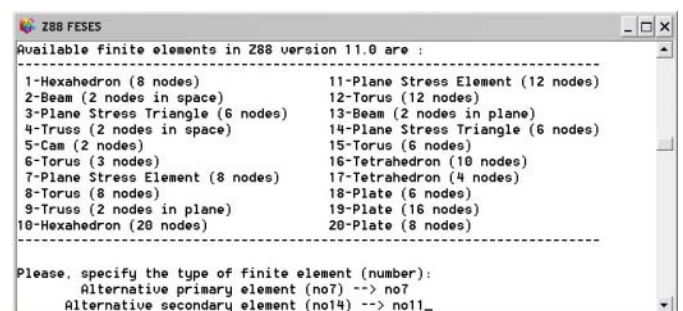 Z88 FESES
Available finite elements in Z88 version 11.0 are :
--------------------------------------------------------------------------
1-Hexahedron (8 nodes) 11-Plane Stress Element (12 nodes)
2-Beam (2 nodes in space) 12-Torus (12 nodes)
3-Plane Stress Triangle (6 nodes) 13-Beam (2 nodes in plane)
4-Truss (2 nodes in space) 14-Plane Stress Triangle (6 nodes)
5-Cam (2 nodes) 15-Torus (6 nodes)
6-Torus (3 nodes) 16-Tetrahedron (10 nodes)
7-Plane Stress Element (8 nodes) 17-Tetrahedron (4 nodes)
8-Torus (8 nodes) 18-Plate (6 nodes)
9-Truss (2 nodes in plane) 19-Plate (16 nodes)
10-Hexahedron (20 nodes) 20-Plate (8 nodes)
--------------------------------------------------------------------------
Please, specify the type of finite element (number):
Alternative primary element (no7) --> no7
Alternative secondary element (no14) --> no11_